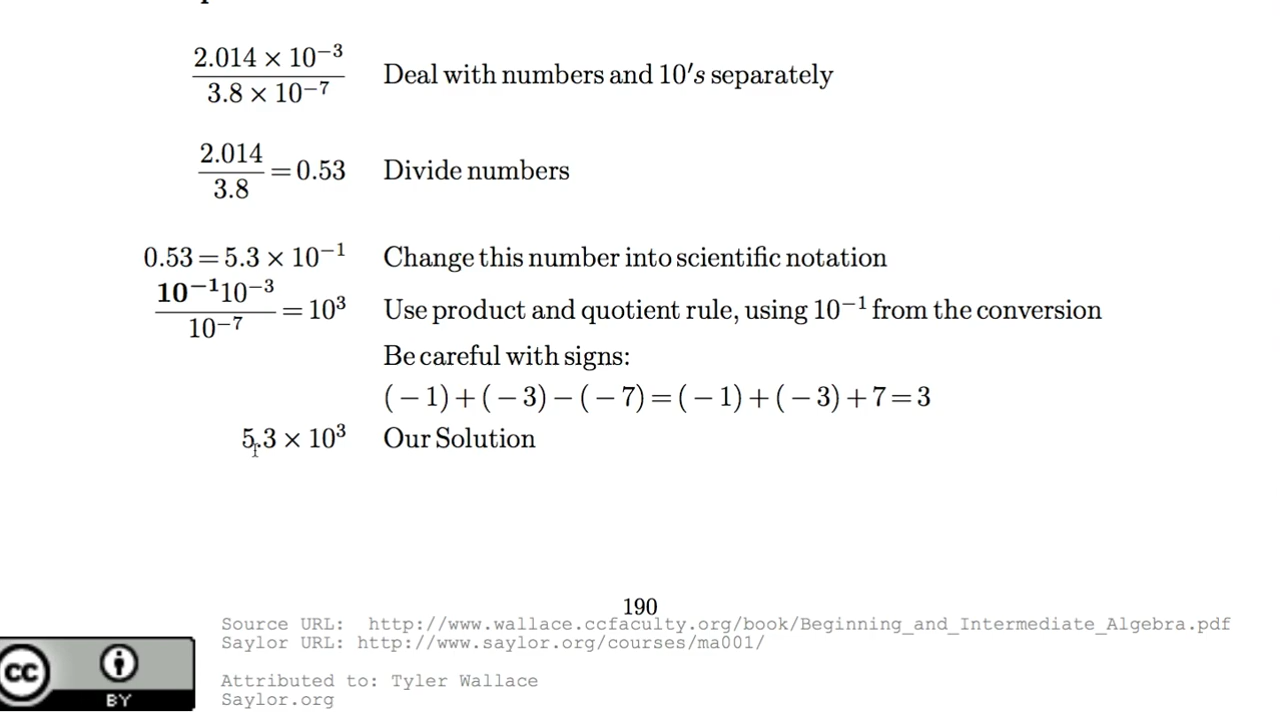 2.014 × 10⁻³ / 3.8 × 10⁻⁷ Deal with numbers and 10′s separately
2.014 / 3.8 = 0.53 Divide numbers
0.53 = 5.3 × 10⁻¹ Change this number into scientific notation
10⁻¹10⁻³ / 10⁻⁷ = 10³ Use product and quotient rule, using 10⁻¹ from the conversion
Be careful with signs:
(−1) + (−3) − (−7) = (−1) + (−3) + 7 = 3
5.3 × 10³ Our Solution
190
Source URL: http://www.wallace.ccfaculty.org/book/Beginning_and_Intermediate_Algebra.pdf
Saylor URL: http://www.saylor.org/courses/ma001/
Attributed to: Tyler Wallace
Saylor.org
cc
BY